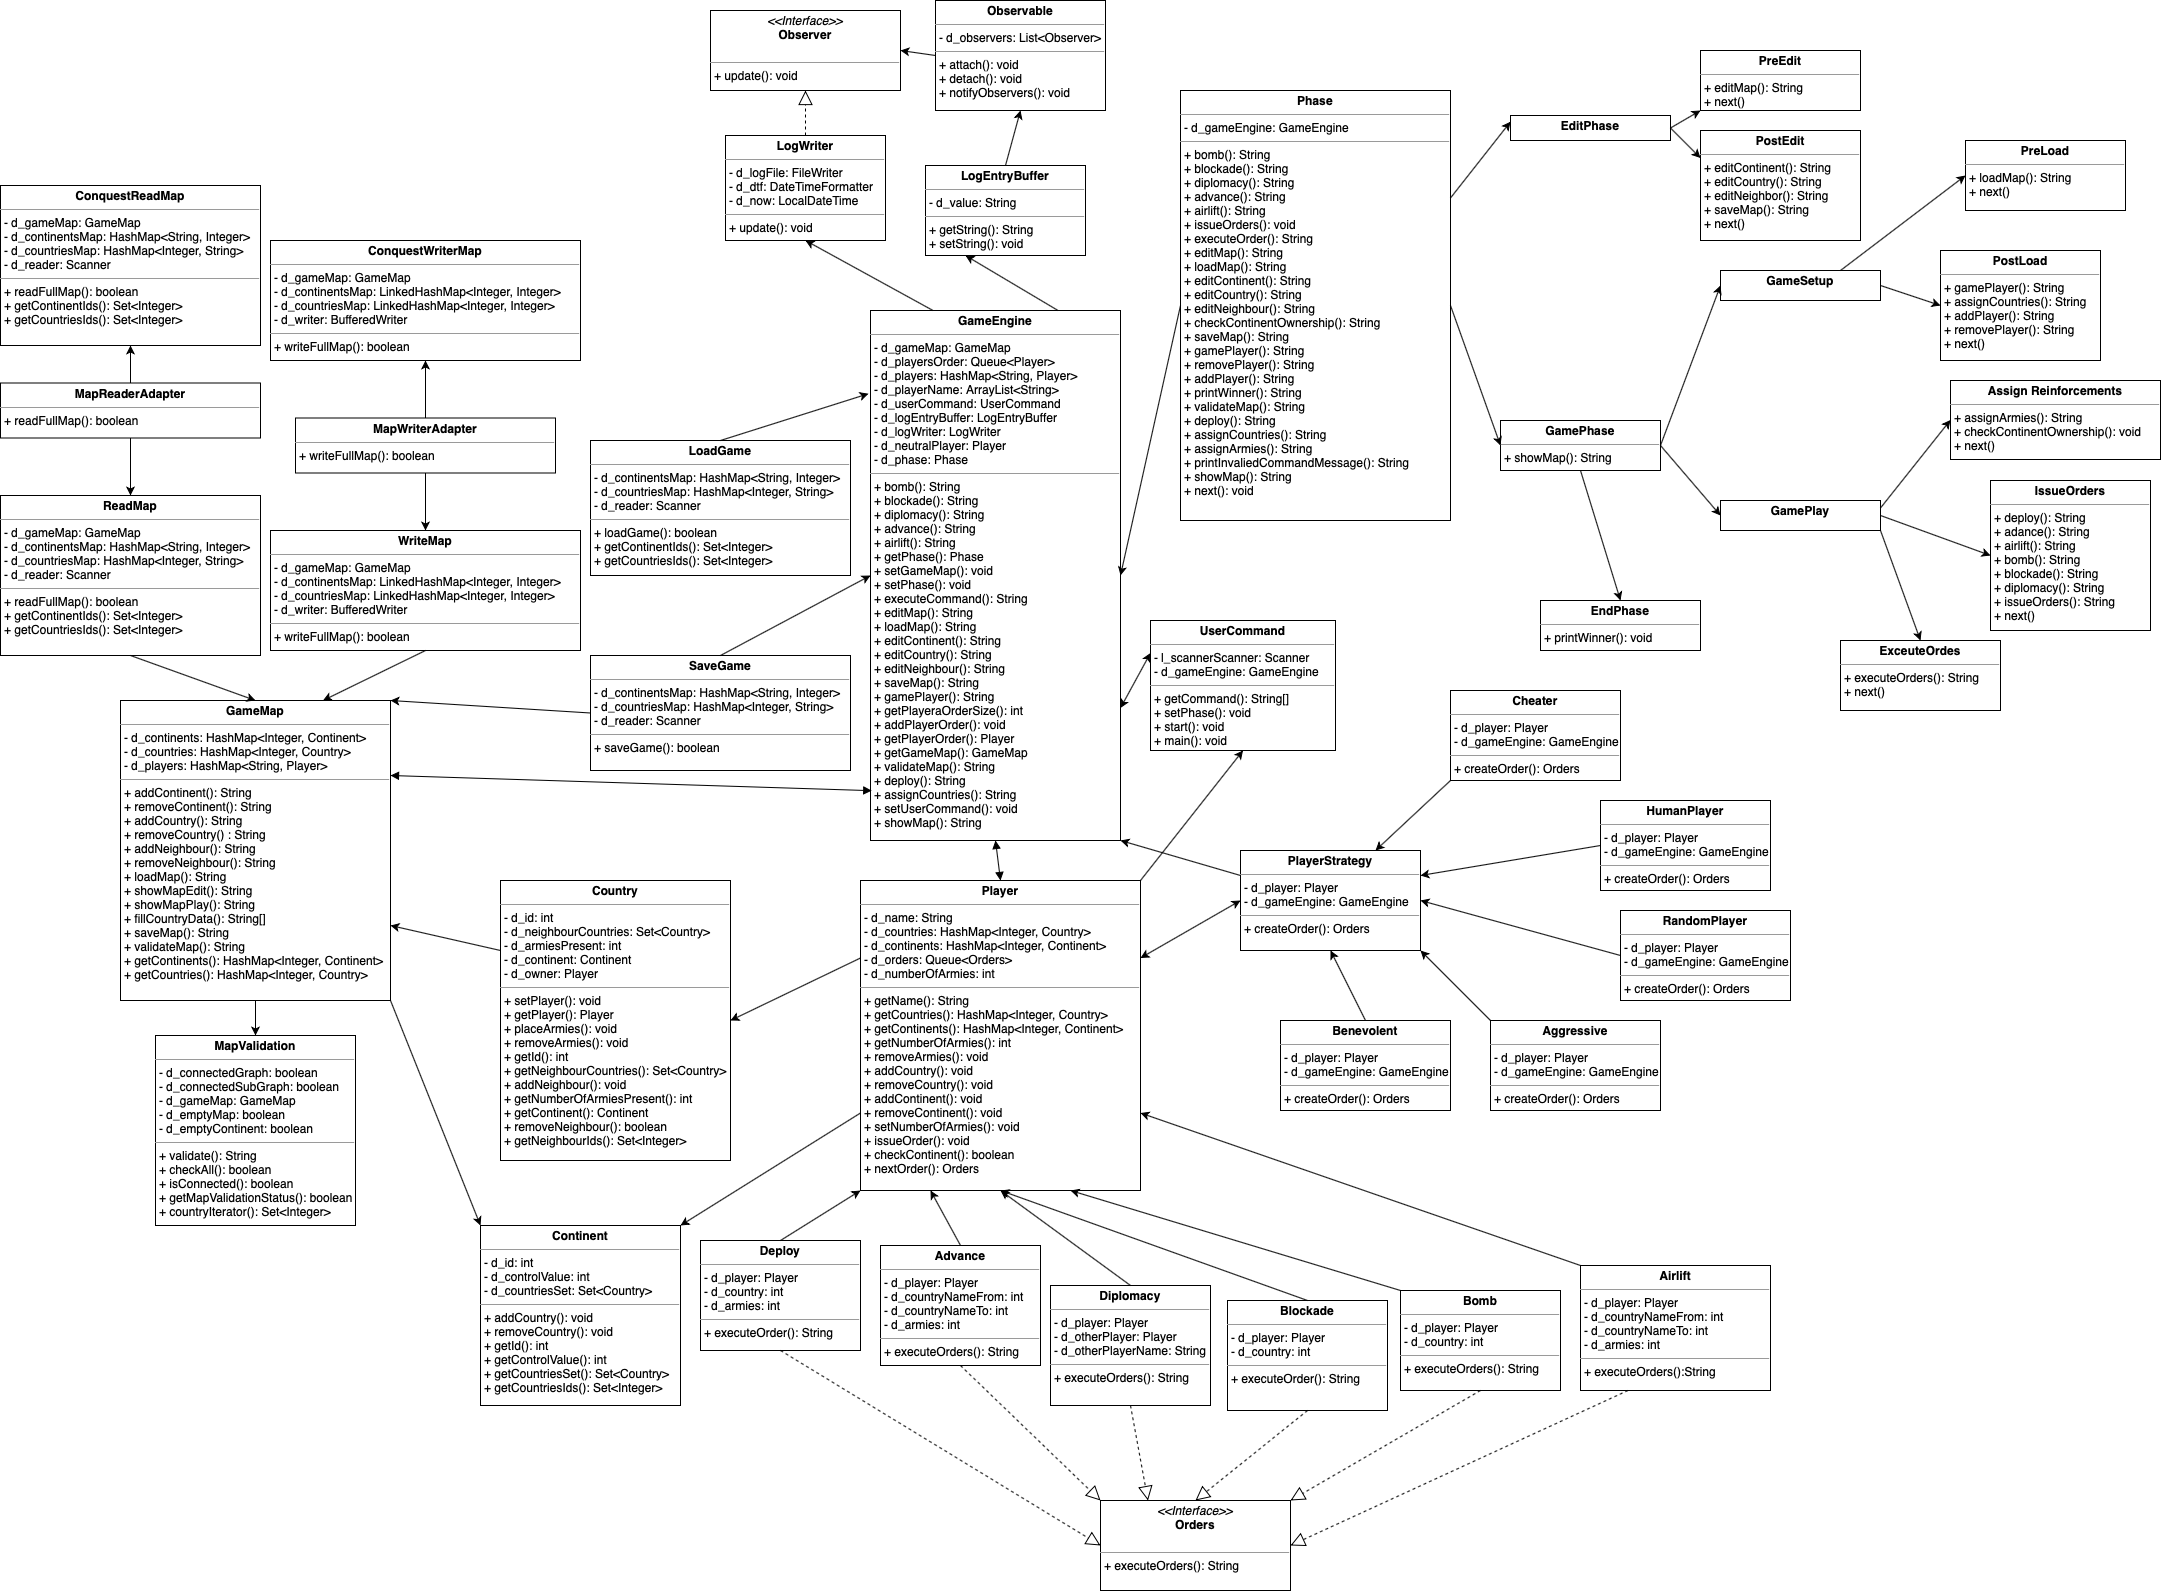 <<Interface>>
Observer
+ update(): void
Observable
- d_observers: List<Observer>
+ attach(): void
+ detach(): void
+ notifyObservers(): void
LogWriter
- d_logFile: FileWriter
- d_dtf: DateTimeFormatter
- d_now: LocalDateTime
+ update(): void
LogEntryBuffer
- d_value: String
+ getString(): String
+ setString(): void
Phase
- d_gameEngine: GameEngine
+ bomb(): String
+ blockade(): String
+ diplomacy(): String
+ advance(): String
+ airlift(): String
+ issueOrders(): void
+ executeOrder(): String
+ editMap(): String
+ loadMap(): String
+ editContinent(): String
+ editCountry(): String
+ editNeighbour(): String
+ checkContinentOwnership(): String
+ saveMap(): String
+ gamePlayer(): String
+ removePlayer(): String
+ addPlayer(): String
+ printWinner(): String
+ validateMap(): String
+ deploy(): String
+ assignCountries(): String
+ assignArmies(): String
+ printInvaliedCommandMessage(): String
+ showMap(): String
+ next(): void
EditPhase
PreEdit
+ editMap(): String
+ next()
PostEdit
+ editContinent(): String
+ editCountry(): String
+ editNeighbor(): String
+ saveMap(): String
+ next()
PreLoad
+ loadMap(): String
+ next()
GameSetup
PostLoad
+ gamePlayer(): String
+ assignCountries(): String
+ addPlayer(): String
+ removePlayer(): String
+ next()
GamePhase
+ showMap(): String
Assign Reinforcements
+ assignArmies(): String
+ checkContinentOwnership(): void
+ next()
GamePlay
IssueOrders
+ deploy(): String
+ adance(): String
+ airlift(): String
+ bomb(): String
+ blockade(): String
+ diplomacy(): String
+ issueOrders(): String
+ next()
EndPhase
+ printWinner(): void
ExceuteOrdes
+ executeOrders(): String
+ next()
ConquestReadMap
- d_gameMap: GameMap
- d_continentsMap: HashMap<String, Integer>
- d_countriesMap: HashMap<Integer, String>
- d_reader: Scanner
+ readFullMap(): boolean
+ getContinentIds(): Set<Integer>
+ getCountriesIds(): Set<Integer>
ConquestWriterMap
- d_gameMap: GameMap
- d_continentsMap: LinkedHashMap<Integer, Integer>
- d_countriesMap: LinkedHashMap<Integer, Integer>
- d_writer: BufferedWriter
+ writeFullMap(): boolean
MapReaderAdapter
+ readFullMap(): boolean
MapWriterAdapter
+ writeFullMap(): boolean
ReadMap
- d_gameMap: GameMap
- d_continentsMap: HashMap<String, Integer>
- d_countriesMap: HashMap<Integer, String>
- d_reader: Scanner
+ readFullMap(): boolean
+ getContinentIds(): Set<Integer>
+ getCountriesIds(): Set<Integer>
WriteMap
- d_gameMap: GameMap
- d_continentsMap: LinkedHashMap<Integer, Integer>
- d_countriesMap: LinkedHashMap<Integer, Integer>
- d_writer: BufferedWriter
+ writeFullMap(): boolean
LoadGame
- d_continentsMap: HashMap<String, Integer>
- d_countriesMap: HashMap<Integer, String>
- d_reader: Scanner
+ loadGame(): boolean
+ getContinentIds(): Set<Integer>
+ getCountriesIds(): Set<Integer>
SaveGame
- d_continentsMap: HashMap<String, Integer>
- d_countriesMap: HashMap<Integer, String>
- d_reader: Scanner
+ saveGame(): boolean
GameEngine
- d_gameMap: GameMap
- d_playersOrder: Queue<Player>
- d_players: HashMap<String, Player>
- d_playerName: ArrayList<String>
- d_userCommand: UserCommand
- d_logEntryBuffer: LogEntryBuffer
- d_logWriter: LogWriter
- d_neutralPlayer: Player
- d_phase: Phase
+ bomb(): String
+ blockade(): String
+ diplomacy(): String
+ advance(): String
+ airlift(): String
+ getPhase(): Phase
+ setGameMap(): void
+ setPhase(): void
+ executeCommand(): String
+ editMap(): String
+ loadMap(): String
+ editContinent(): String
+ editCountry(): String
+ editNeighbour(): String
+ saveMap(): String
+ gamePlayer(): String
+ getPlayeraOrderSize(): int
+ addPlayerOrder(): void
+ getPlayerOrder(): Player
+ getGameMap(): GameMap
+ validateMap(): String
+ deploy(): String
+ assignCountries(): String
+ setUserCommand(): void
+ showMap(): String
UserCommand
- l_scannerScanner: Scanner
- d_gameEngine: GameEngine
+ getCommand(): String[]
+ setPhase(): void
+ start(): void
+ main(): void
GameMap
- d_continents: HashMap<Integer, Continent>
- d_countries: HashMap<Integer, Country>
- d_players: HashMap<String, Player>
+ addContinent(): String
+ removeContinent(): String
+ addCountry(): String
+ removeCountry() : String
+ addNeighbour(): String
+ removeNeighbour(): String
+ loadMap(): String
+ showMapEdit(): String
+ showMapPlay(): String
+ fillCountryData(): String[]
+ saveMap(): String
+ validateMap(): String
+ getContinents(): HashMap<Integer, Continent>
+ getCountries(): HashMap<Integer, Country>
MapValidation
- d_connectedGraph: boolean
- d_connectedSubGraph: boolean
- d_gameMap: GameMap
- d_emptyMap: boolean
- d_emptyContinent: boolean
+ validate(): String
+ checkAll(): boolean
+ isConnected(): boolean
+ getMapValidationStatus(): boolean
+ countryIterator(): Set<Integer>
Country
- d_id: int
- d_neighbourCountries: Set<Country>
- d_armiesPresent: int
- d_continent: Continent
- d_owner: Player
+ setPlayer(): void
+ getPlayer(): Player
+ placeArmies(): void
+ removeArmies(): void
+ getId(): int
+ getNeighbourCountries(): Set<Country>
+ addNeighbour(): void
+ getNumberOfArmiesPresent(): int
+ getContinent(): Continent
+ removeNeighbour(): boolean
+ getNeighbourIds(): Set<Integer>
Player
- d_name: String
- d_countries: HashMap<Integer, Country>
- d_continents: HashMap<Integer, Continent>
- d_orders: Queue<Orders>
- d_numberOfArmies: int
+ getName(): String
+ getCountries(): HashMap<Integer, Country>
+ getContinents(): HashMap<Integer, Continent>
+ getNumberOfArmies(): int
+ removeArmies(): void
+ addCountry(): void
+ removeCountry(): void
+ addContinent(): void
+ removeContinent(): void
+ setNumberOfArmies(): void
+ issueOrder(): void
+ checkContinent(): boolean
+ nextOrder(): Orders
Cheater
- d_player: Player
- d_gameEngine: GameEngine
+ createOrder(): Orders
HumanPlayer
- d_player: Player
- d_gameEngine: GameEngine
+ createOrder(): Orders
PlayerStrategy
- d_player: Player
- d_gameEngine: GameEngine
+ createOrder(): Orders
RandomPlayer
- d_player: Player
- d_gameEngine: GameEngine
+ createOrder(): Orders
Benevolent
- d_player: Player
- d_gameEngine: GameEngine
+ createOrder(): Orders
Aggressive
- d_player: Player
- d_gameEngine: GameEngine
+ createOrder(): Orders
Continent
- d_id: int
- d_controlValue: int
- d_countriesSet: Set<Country>
+ addCountry(): void
+ removeCountry(): void
+ getId(): int
+ getControlValue(): int
+ getCountriesSet(): Set<Country>
+ getCountriesIds(): Set<Integer>
Deploy
- d_player: Player
- d_country: int
- d_armies: int
+ executeOrder(): String
Advance
- d_player: Player
- d_countryNameFrom: int
- d_countryNameTo: int
- d_armies: int
+ executeOrders(): String
Diplomacy
- d_player: Player
- d_otherPlayer: Player
- d_otherPlayerName: String
+ executeOrders(): String
Blockade
- d_player: Player
- d_country: int
+ executeOrder(): String
Bomb
- d_player: Player
- d_country: int
+ executeOrders(): String
Airlift
- d_player: Player
- d_countryNameFrom: int
- d_countryNameTo: int
- d_armies: int
+ executeOrders():String
<<Interface>>
Orders
+ executeOrders(): String